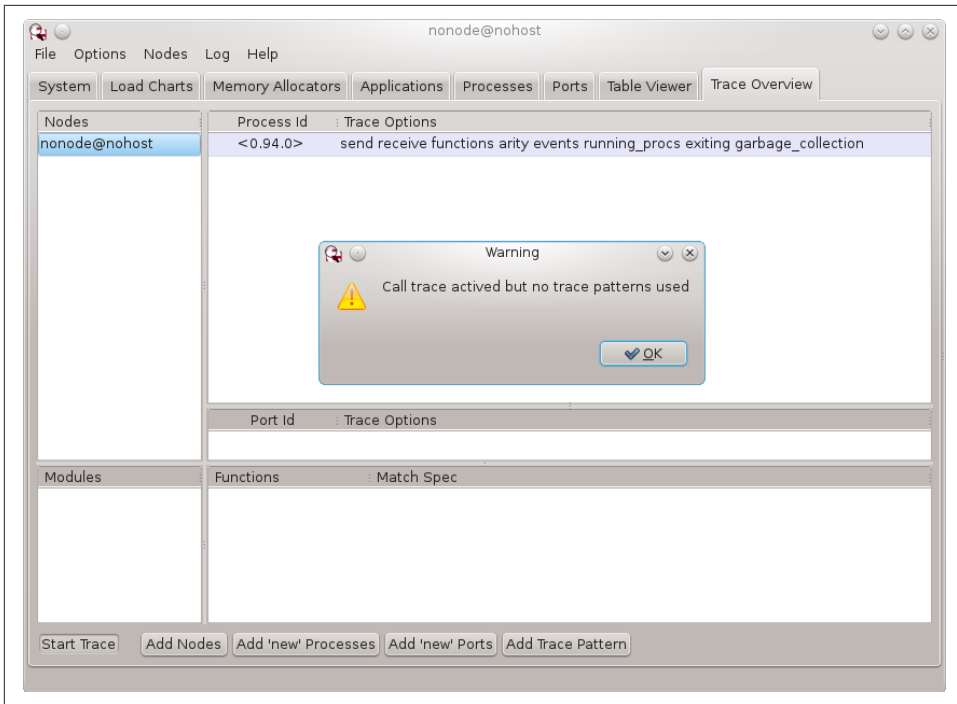 nonode@nohost
File Options Nodes Log Help
System Load Charts Memory Allocators Applications Processes Ports Table Viewer Trace Overview
Nodes
nonode@nohost
Process Id Trace Options
<0.94.0> send receive functions arity events running_procs exiting garbage_collection
Warning
Call trace actived but no trace patterns used
OK
Port Id Trace Options
Modules
Functions Match Spec
Start Trace Add Nodes Add 'new' Processes Add 'new' Ports Add Trace Pattern